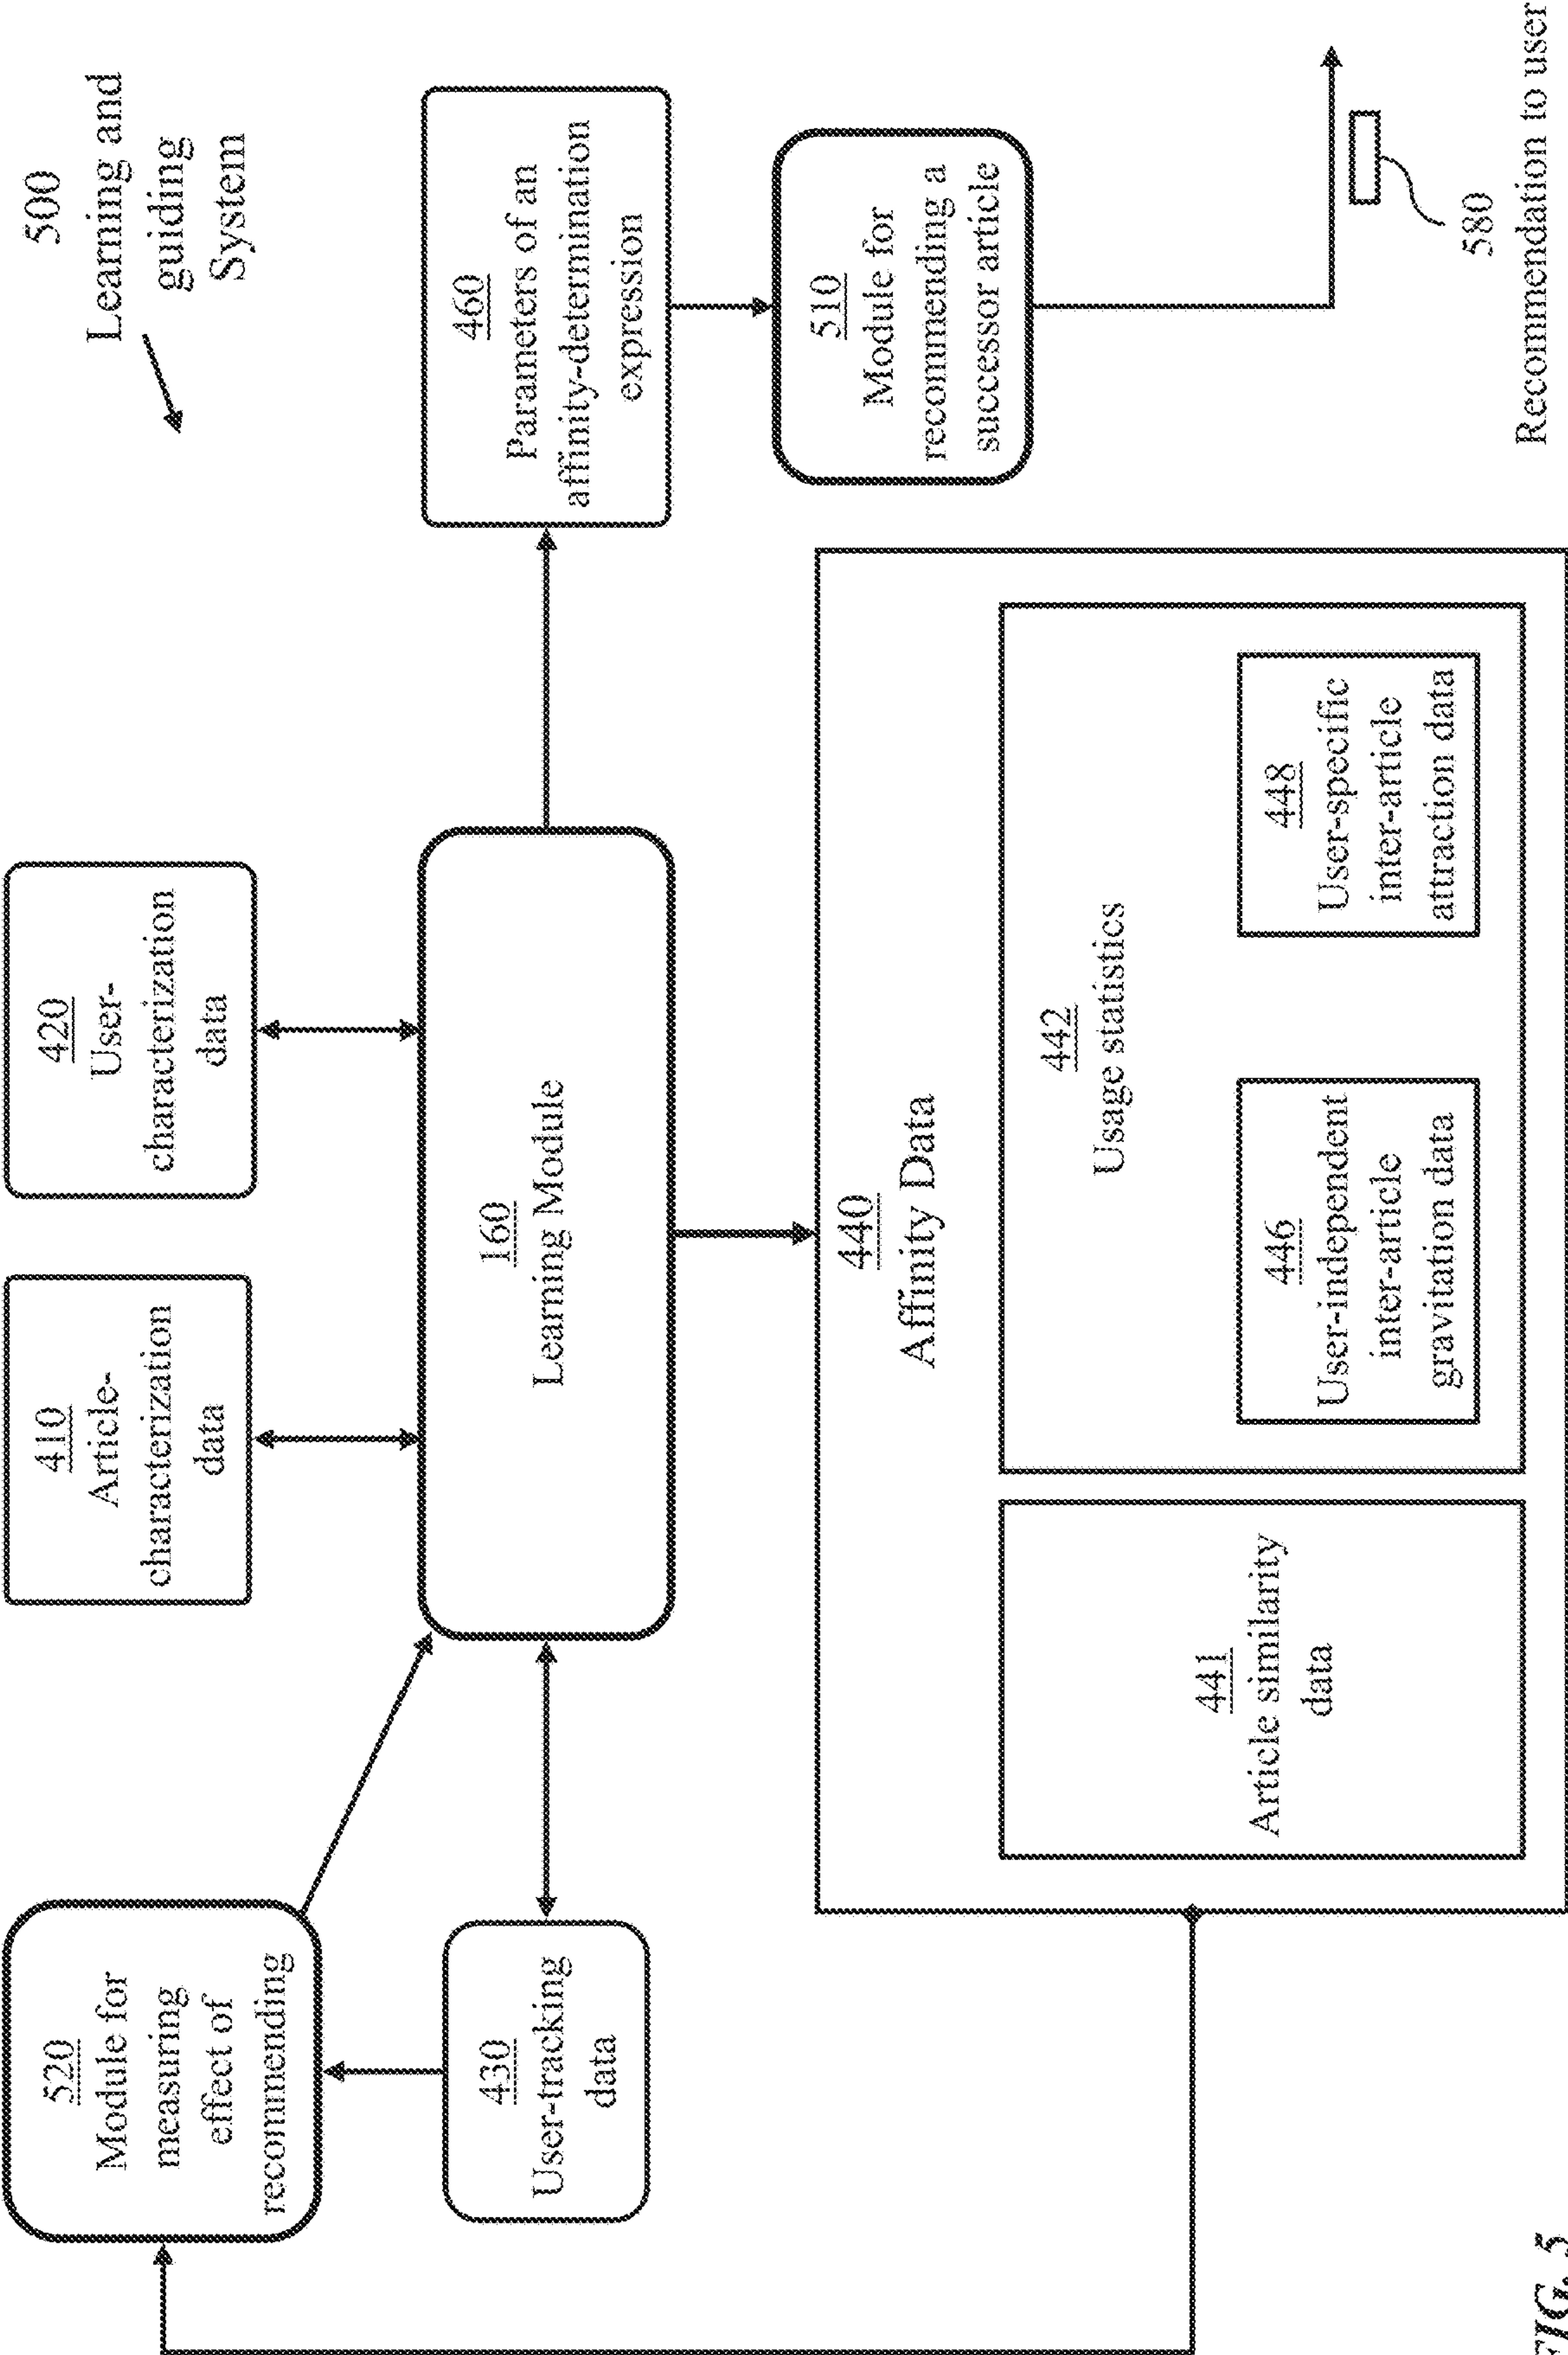 500
Learning and
guiding
System
520
Module for
measuring
effect of
recommending
410
Article-
characterization
data
420
User-
characterization
data
430
User-tracking
data
160
Learning Module
460
Parameters of an
affinity-determination
expression
510
Module for
recommending a
successor article
440
Affinity Data
441
Article similarity
data
442
Usage statistics
446
User-independent
inter-article
gravitation data
448
User-specific
inter-article
attraction data
580
Recommendation to user
FIG. 5